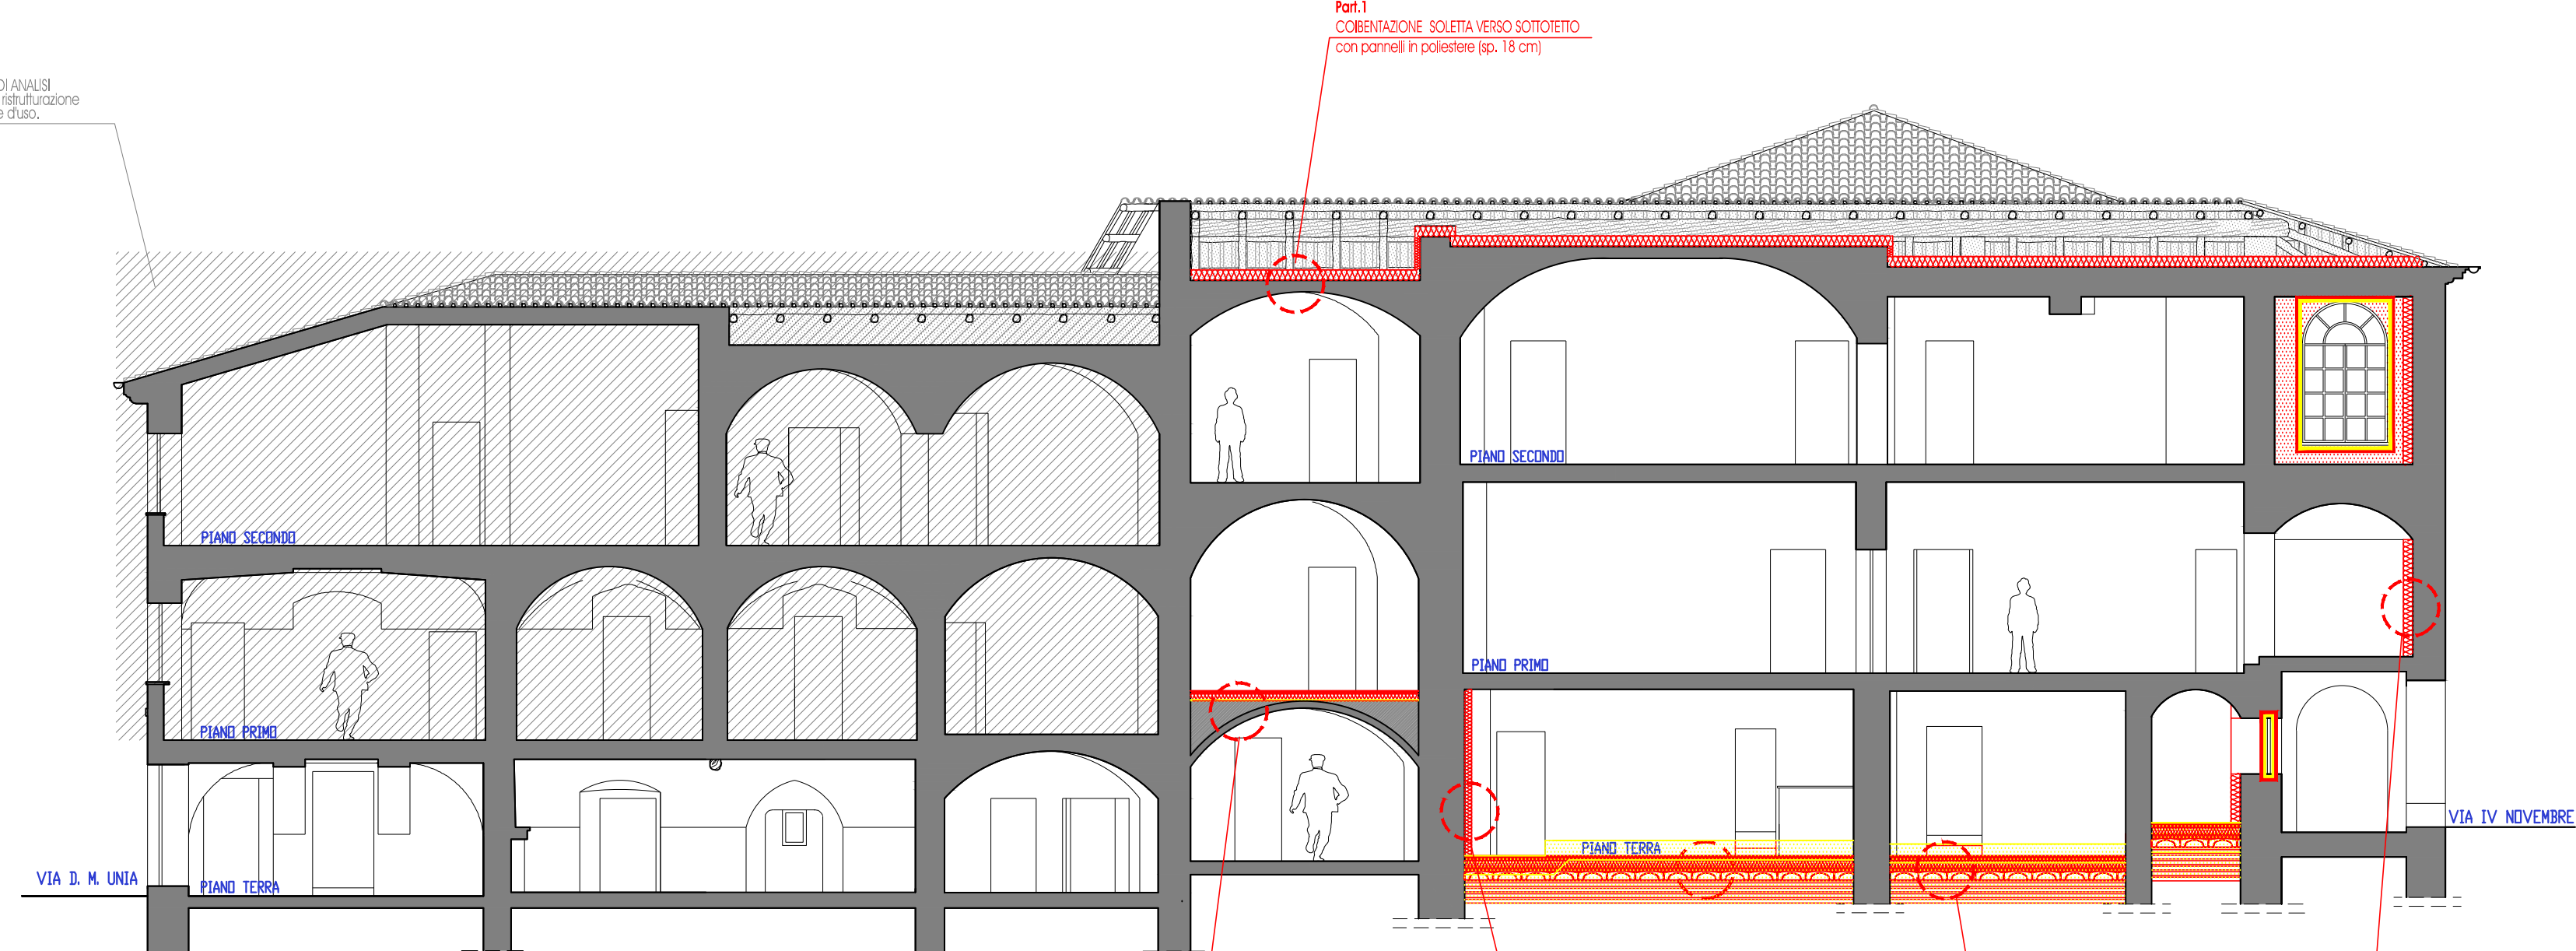 Part.1
COIBENTAZIONE SOLETTA VERSO SOTTOTETTO
con pannelli in poliestere (sp. 18 cm)
DI ANALISI
ristrutturazione
e d'uso.
PIANO SECONDO
PIANO SECONDO
PIANO PRIMO
PIANO PRIMO
PIANO TERRA
VIA IV NOVEMBRE
VIA D. M. UNIA
PIANO TERRA